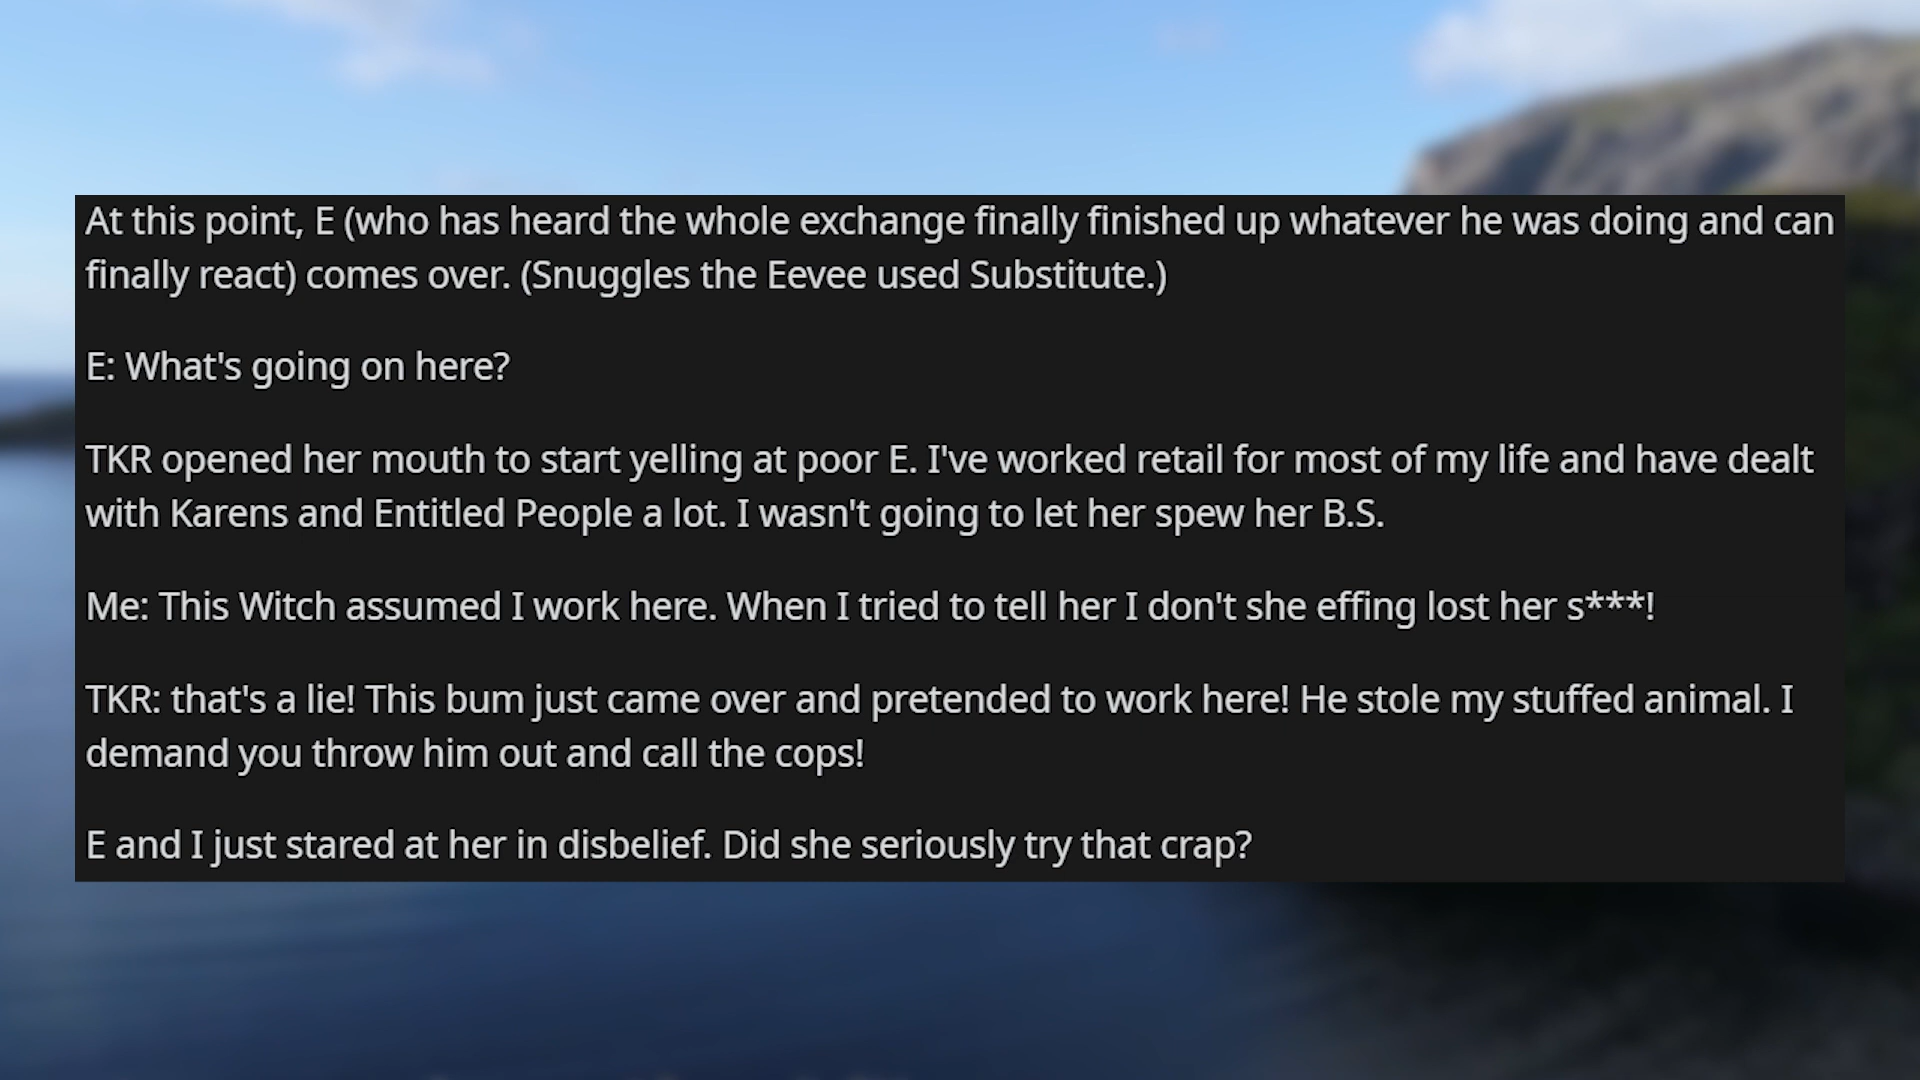 At this point, E (who has heard the whole exchange finally finished up whatever he was doing and can
finally react) comes over. (Snuggles the Eevee used Substitute.)
E: What's going on here?
TKR opened her mouth to start yelling at poor E. I've worked retail for most of my life and have dealt
with Karens and Entitled People a lot. I wasn't going to let her spew her B.S.
Me: This Witch assumed I work here. When I tried to tell her I don't she effing lost her s***!
TKR: that's a lie! This bum just came over and pretended to work here! He stole my stuffed animal. I
demand you throw him out and call the cops!
E and I just stared at her in disbelief. Did she seriously try that crap?